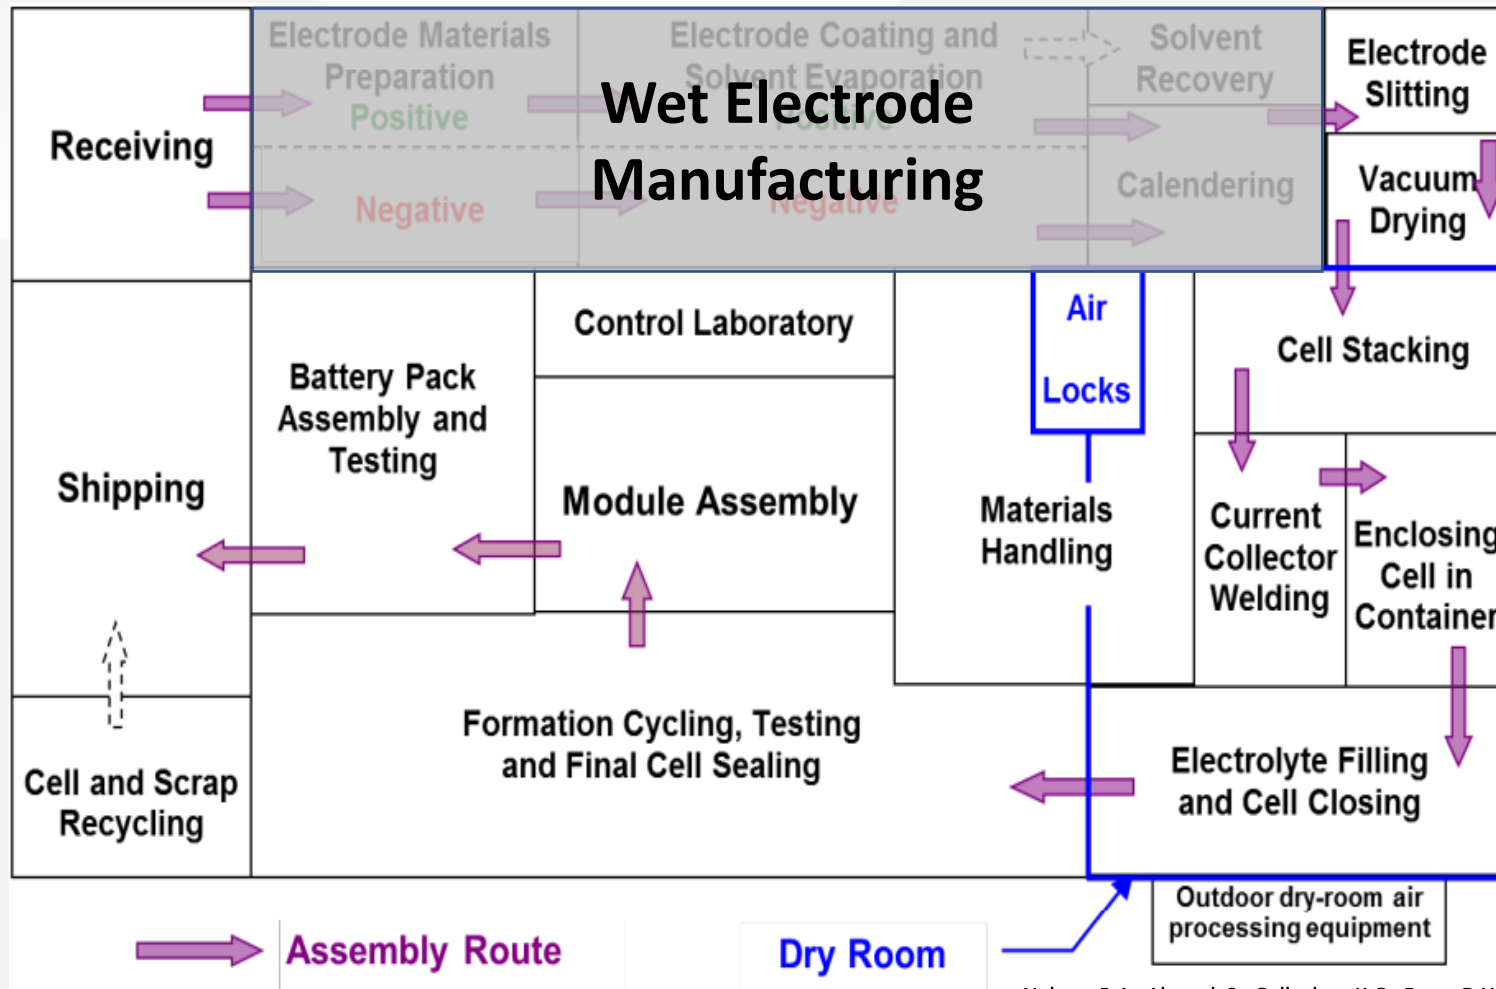 Receiving
Electrode Materials
Preparation
Positive
Negative
Electrode Coating and
Solvent Evaporation
Positive
Negative
Wet Electrode
Manufacturing
Solvent
Recovery
Calendering
Electrode
Slitting
Vacuum
Drying
Air
Locks
Cell Stacking
Control Laboratory
Battery Pack
Assembly and
Testing
Shipping
Module Assembly
Materials
Handling
Current
Collector
Welding
Enclosing
Cell in
Container
Formation Cycling, Testing
and Final Cell Sealing
Electrolyte Filling
and Cell Closing
Cell and Scrap
Recycling
Outdoor dry-room air
processing equipment
Assembly Route
Dry Room